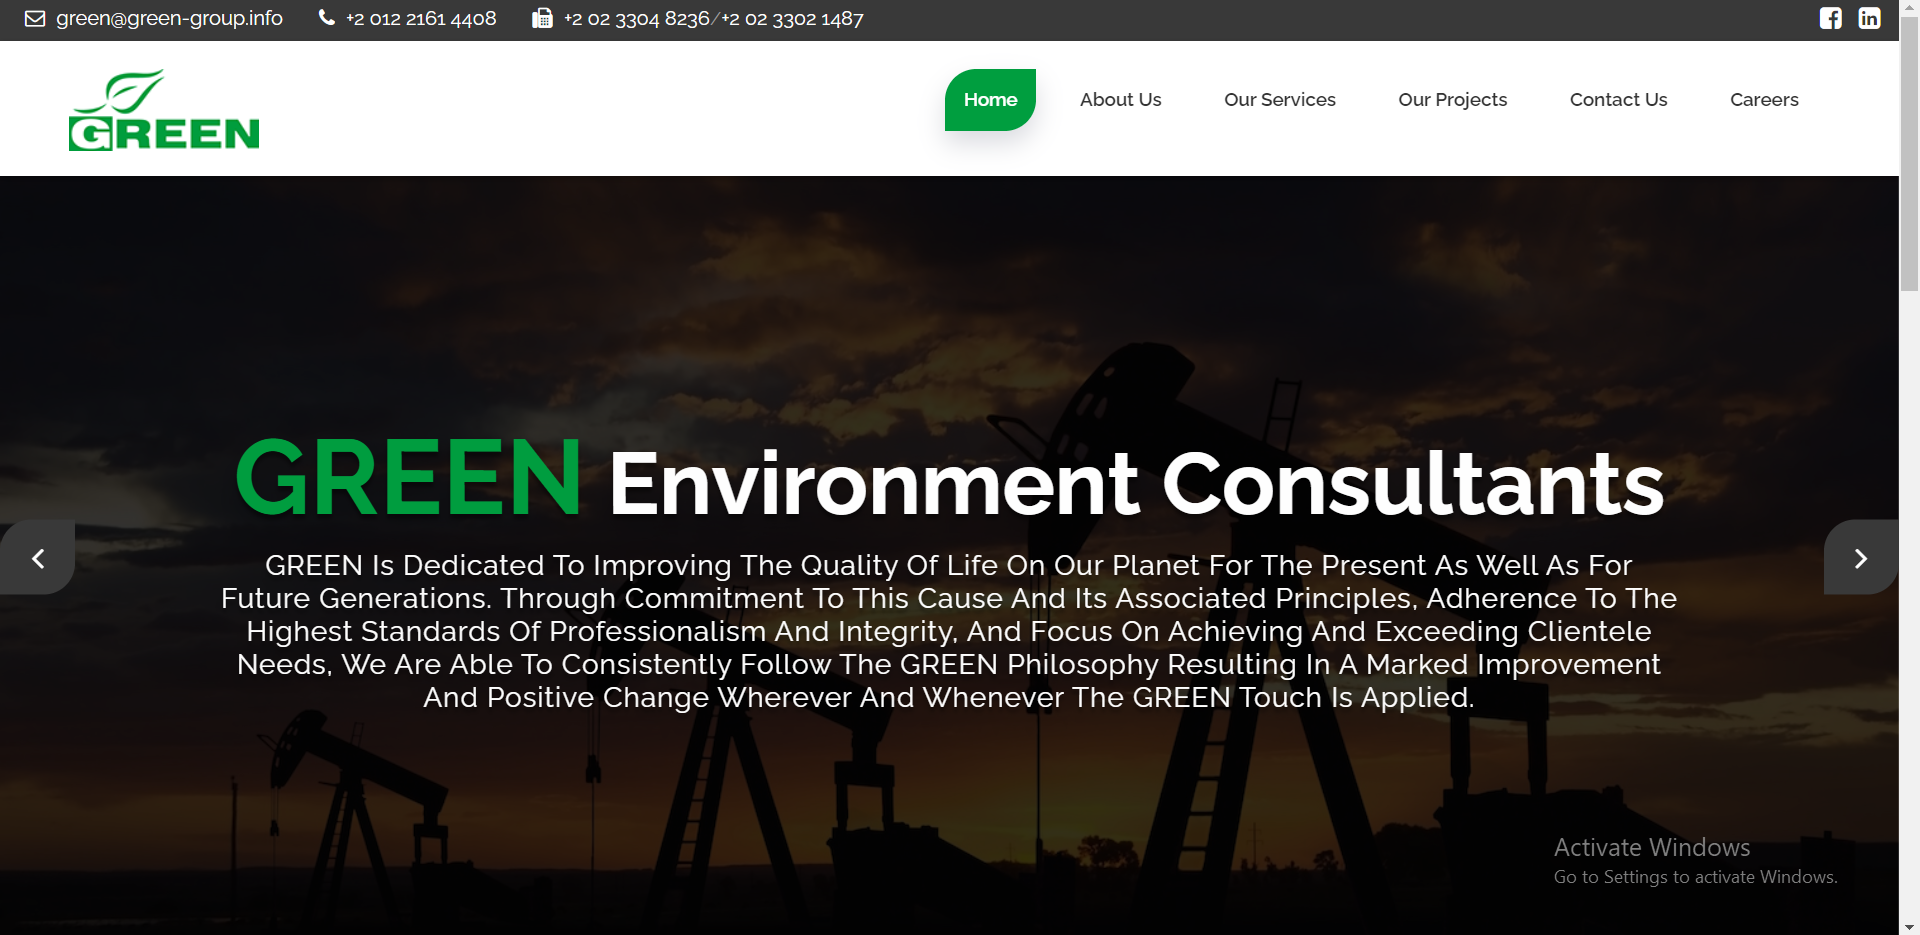 green@green-group.info +2 012 2161 4408 +2 02 3304 8236/+2 02 3302 1487
GREEN
Home About Us Our Services Our Projects Contact Us Careers
GREEN Environment Consultants
GREEN Is Dedicated To Improving The Quality Of Life On Our Planet For The Present As Well As For
Future Generations. Through Commitment To This Cause And Its Associated Principles, Adherence To The
Highest Standards Of Professionalism And Integrity, And Focus On Achieving And Exceeding Clientele
Needs, We Are Able To Consistently Follow The GREEN Philosophy Resulting In A Marked Improvement
And Positive Change Wherever And Whenever The GREEN Touch Is Applied.
Activate Windows
Go to Settings to activate Windows.